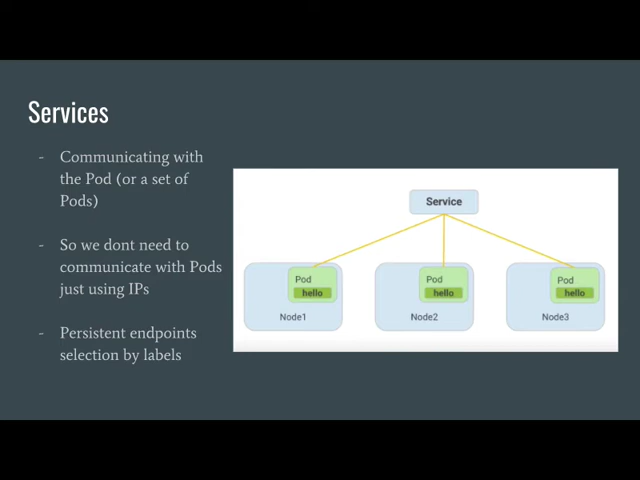 Services
- Communicating with
the Pod (or a set of
Pods)
- So we dont need to
communicate with Pods
just using IPs
- Persistent endpoints
selection by labels
Service
Pod
hello
Node1
Pod
hello
Node2
Pod
hello
Node3